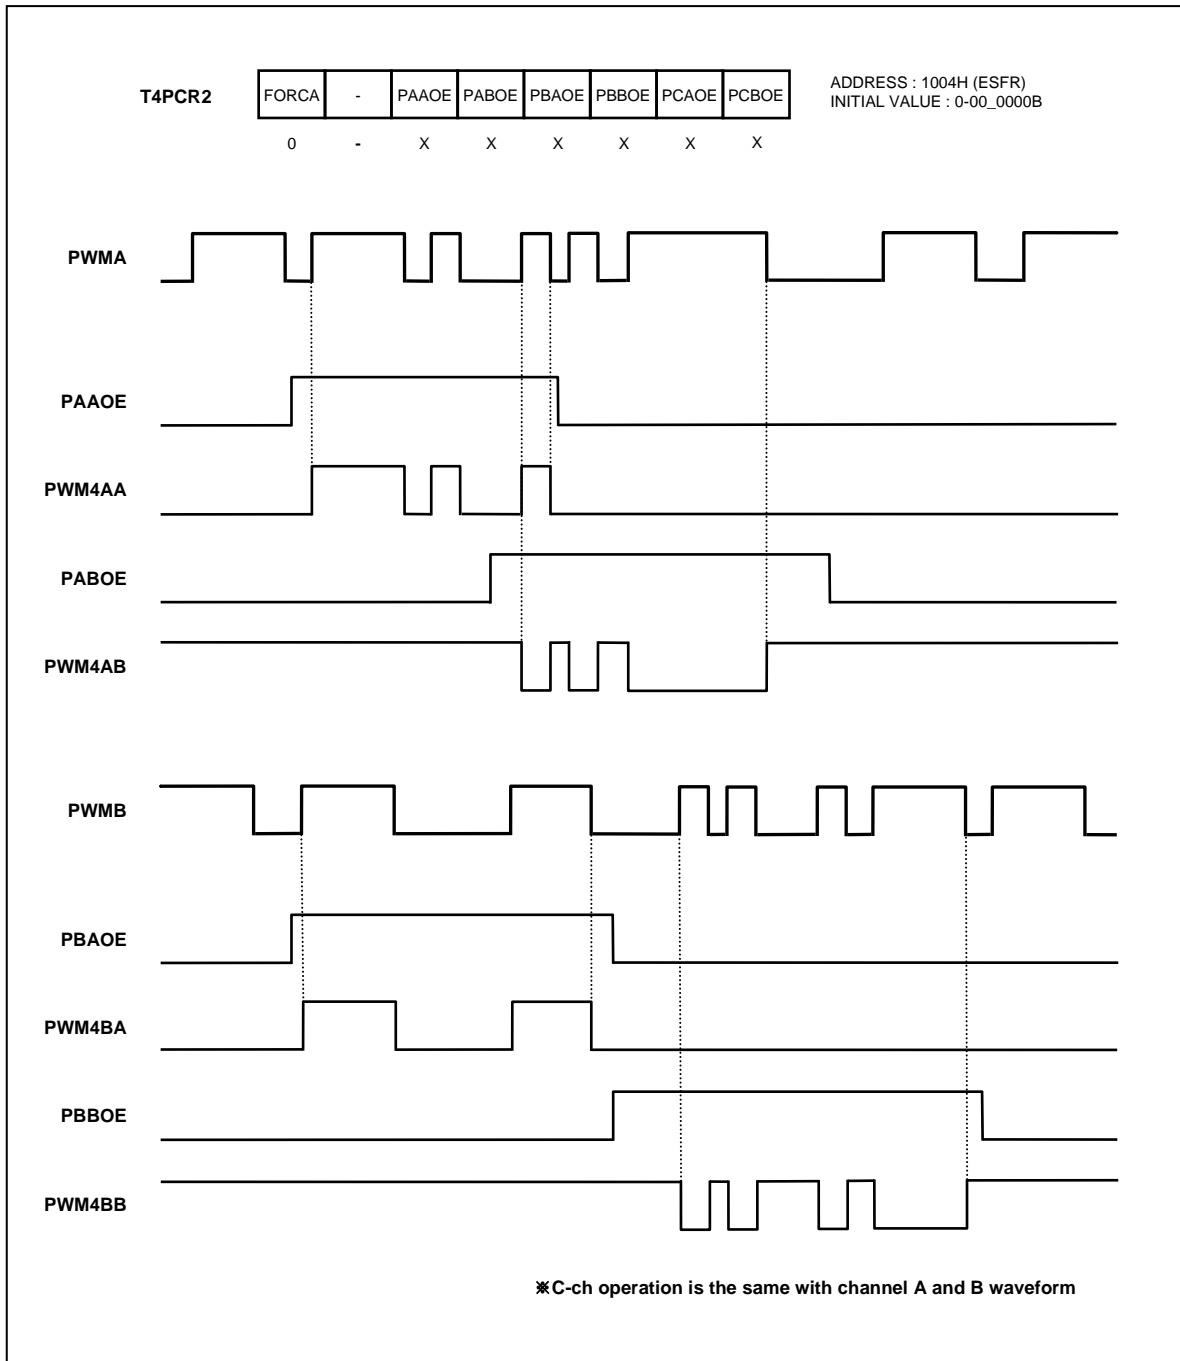 T4PCR2 FORCA - PAAOE PABOE PBAOE PBBOE PCAOE PCBOE ADDRESS : 1004H (ESFR)
INITIAL VALUE : 0-00_0000B
0 - X X X X X X
PWMA
PAAOE
PWM4AA
PABOE
PWM4AB
PWMB
PBAOE
PWM4BA
PBBOE
PWM4BB
※C-ch operation is the same with channel A and B waveform